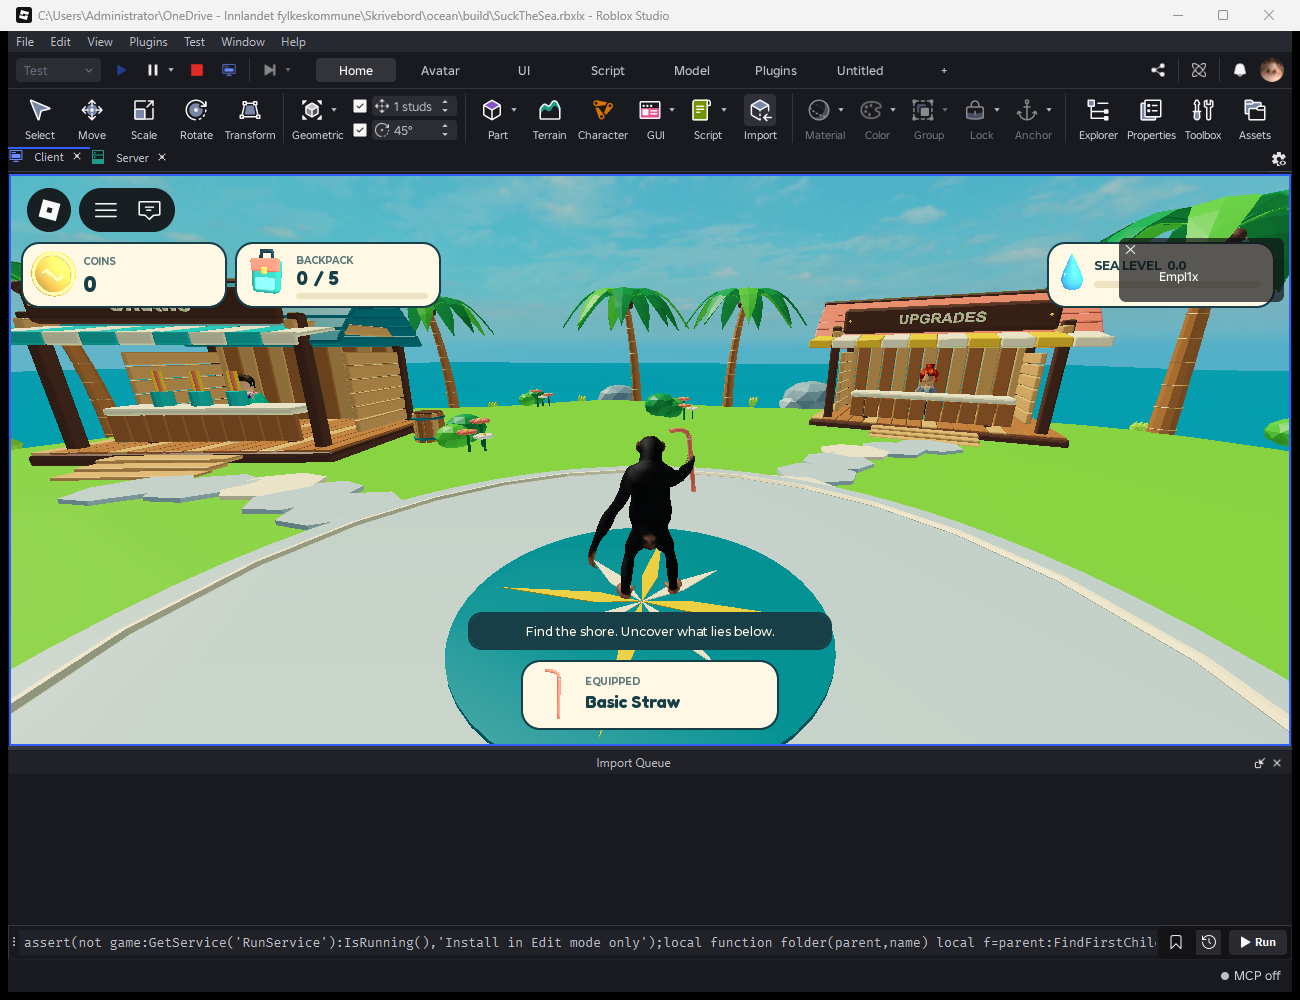 C:\Users\Administrator\OneDrive - Innlandet fylkeskommune\Skrivebord\ocean\build\SuckTheSea.rbxlx - Roblox Studio
File Edit View Plugins Test Window Help
Test Home Avatar UI Script Model Plugins Untitled +
1 studs
45°
Select Move Scale Rotate Transform Geometric Part Terrain Character GUI Script Import Material Color Group Lock Anchor Explorer Properties Toolbox Assets
Client Server
COINS
0
BACKPACK
0 / 5
SEA LEVEL 0.0
Empl1x
UPGRADES
Find the shore. Uncover what lies below.
EQUIPPED
Basic Straw
Import Queue
assert(not game:GetService('RunService'):IsRunning(),'Install in Edit mode only');local function folder(parent,name) local f=parent:FindFirstChil
Run
MCP off